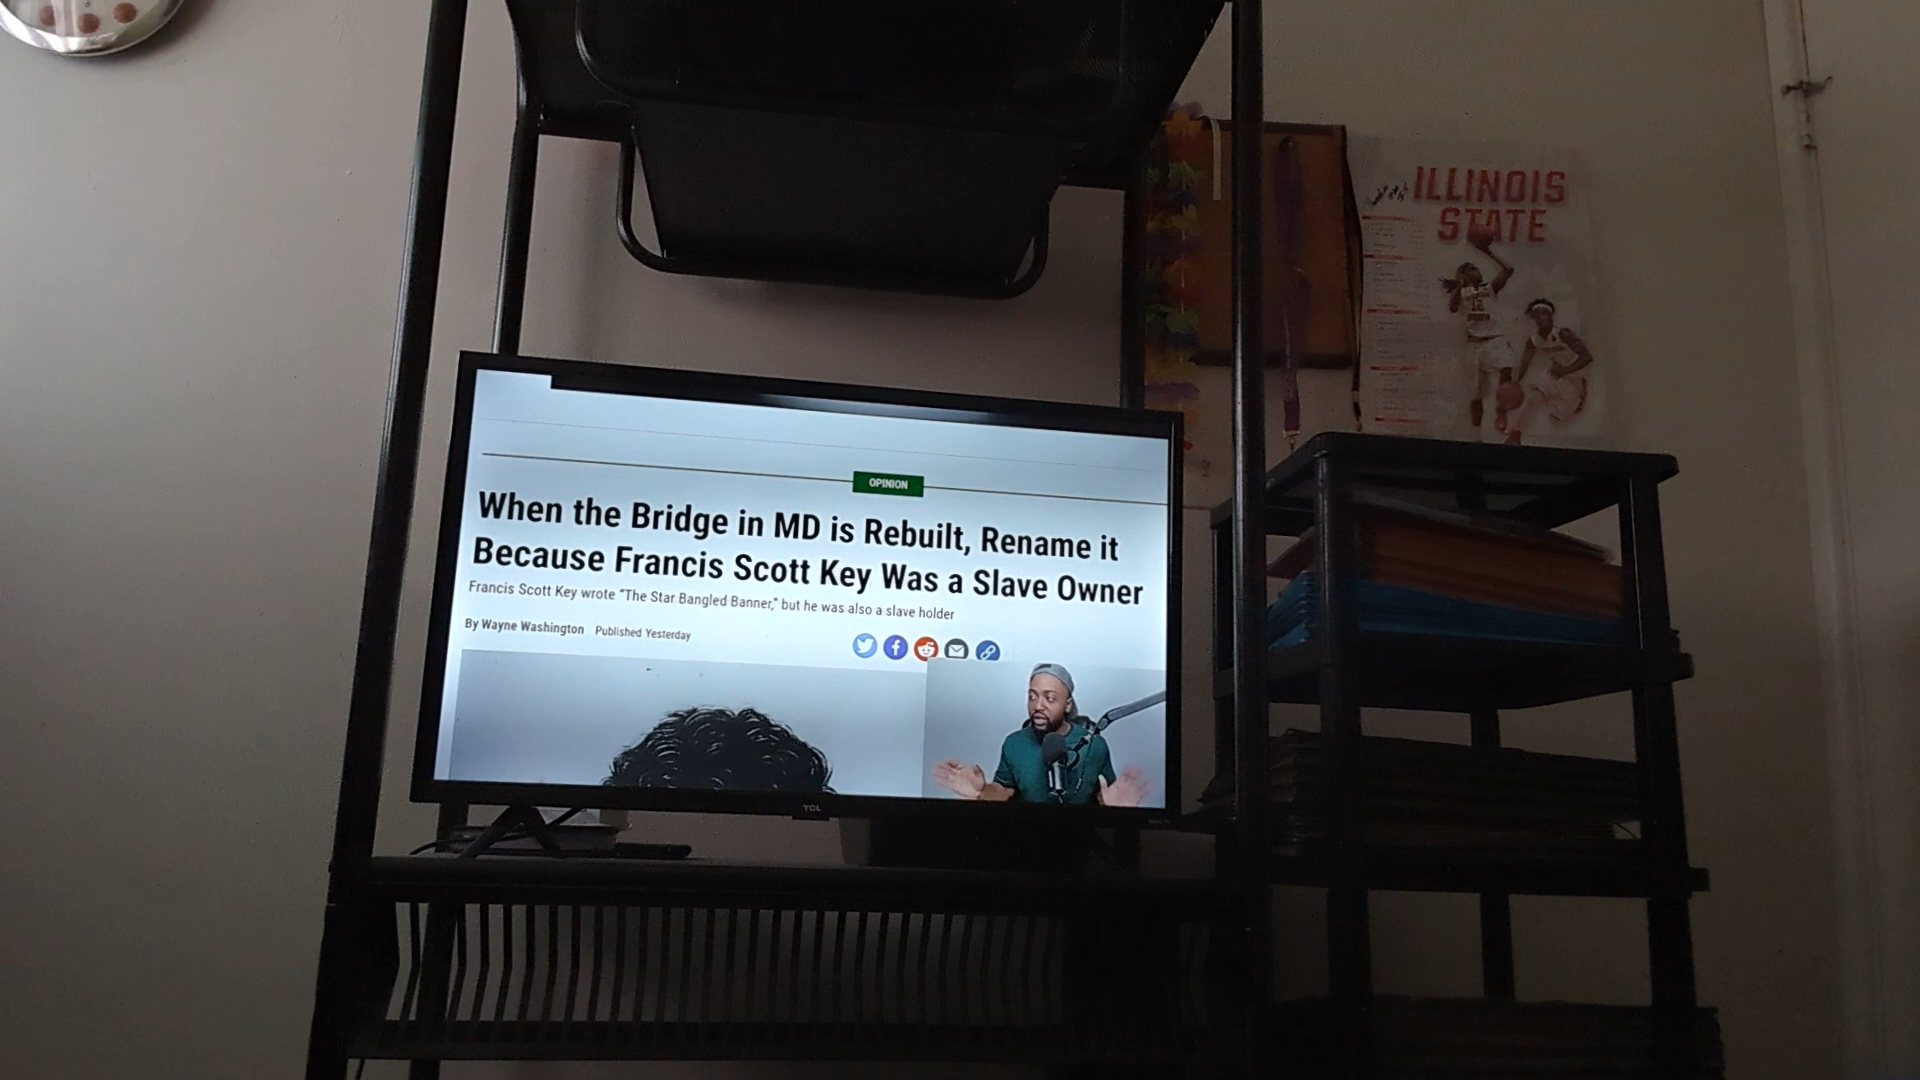 ILLINOIS
STATE
OPINION
When the Bridge in MD is Rebuilt, Rename it
Because Francis Scott Key Was a Slave Owner
Francis Scott Key wrote “The Star Bangled Banner,” but he was also a slave holder
By Wayne Washington Published Yesterday
TCL